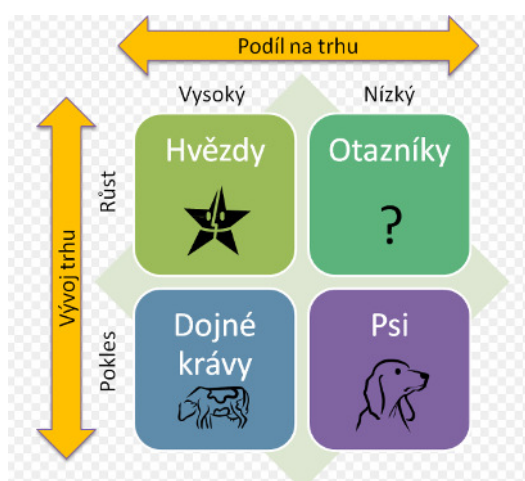 Podíl na trhu
Vysoký
Nízký
Vývoj trhu
Růst
Hvězdy
Otazníky
?
Pokles
Dojné
krávy
Psi